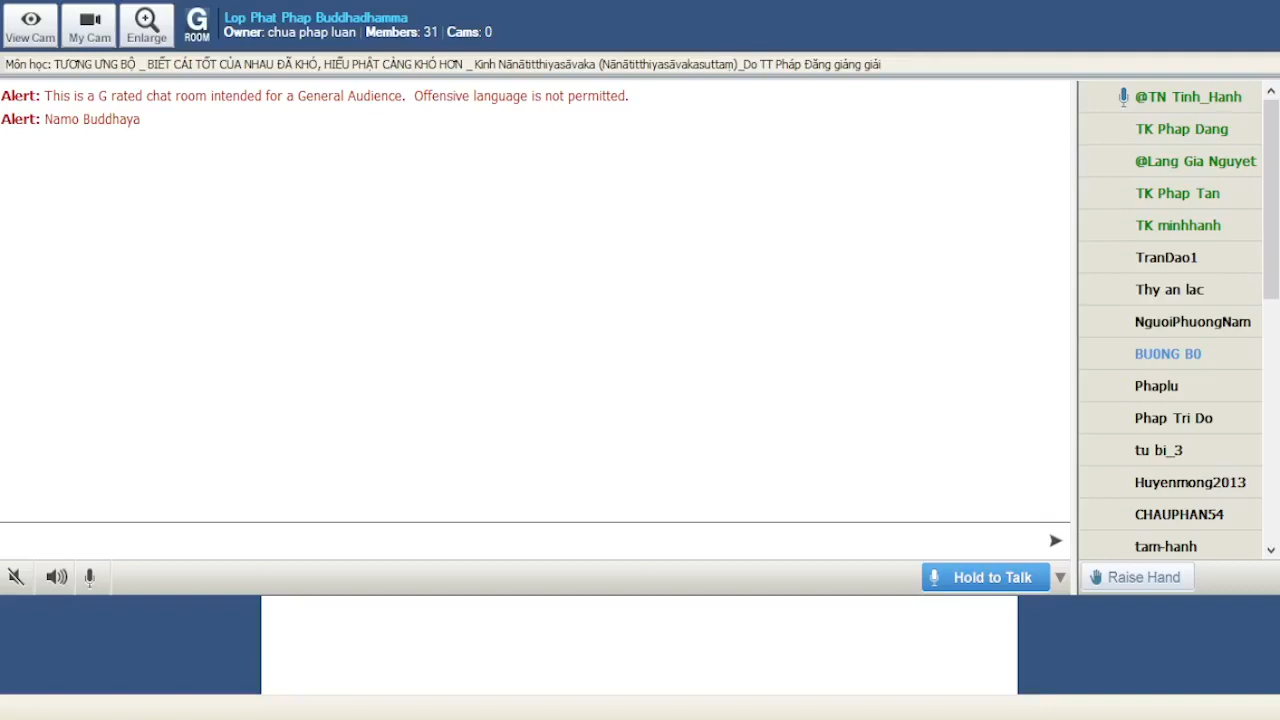 View Cam
My Cam
Enlarge
G
ROOM
Lop Phat Phap Buddhadhamma
Owner: chua phap luan | Members: 31 | Cams: 0
Môn học: TƯƠNG ƯNG BỘ _ BIẾT CÁI TỐT CỦA NHAU ĐÃ KHÓ, HIỂU PHẬT CÀNG KHÓ HƠN _ Kinh Nānātitthiyasāvaka (Nānātitthiyasāvakasuttaṃ)_Do TT Pháp Đăng giảng giải
Alert: This is a G rated chat room intended for a General Audience.  Offensive language is not permitted.
Alert: Namo Buddhaya
@TN Tinh_Hanh
TK Phap Dang
@Lang Gia Nguyet
TK Phap Tan
TK minhhanh
TranDao1
Thy an lac
NguoiPhuongNam
BU0NG B0
Phaplu
Phap Tri Do
tu bi_3
Huyenmong2013
CHAUPHAN54
tam-hanh
Hold to Talk
Raise Hand